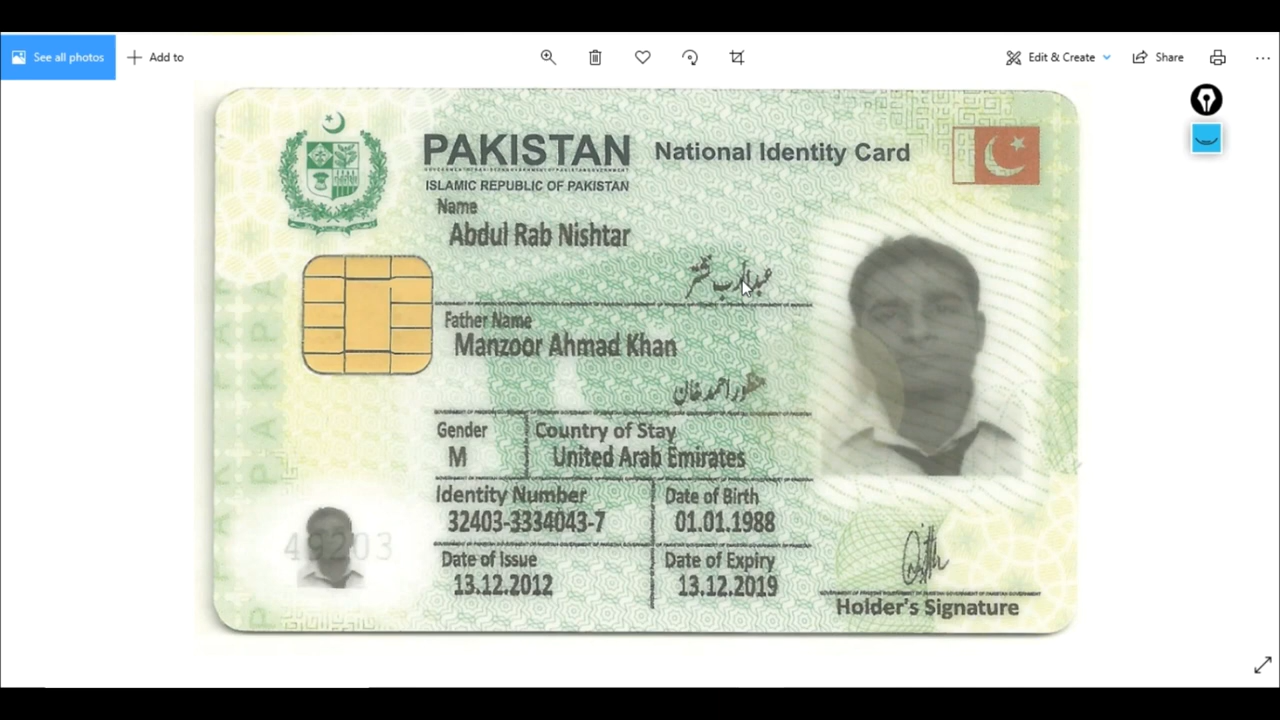 See all photos
Add to
Edit & Create
Share
PAKISTAN National Identity Card
ISLAMIC REPUBLIC OF PAKISTAN
Name
Abdul Rab Nishtar
عبدالرب نشتر
Father Name
Manzoor Ahmad Khan
منظور احمد خان
Gender Country of Stay
M United Arab Emirates
Identity Number Date of Birth
32403-3334043-7 01.01.1988
Date of Issue Date of Expiry
13.12.2012 13.12.2019
49203
Holder's Signature